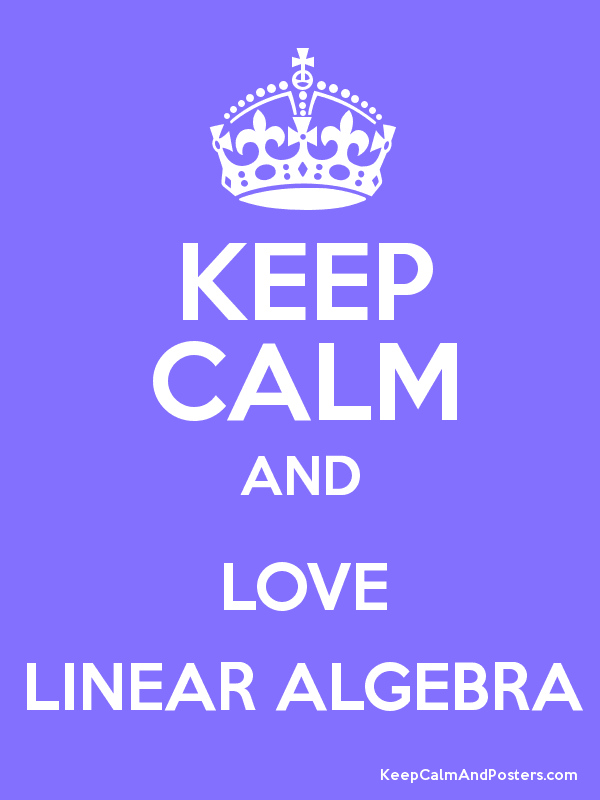 KEEP
CALM
AND
LOVE
LINEAR ALGEBRA
KeepCalmAndPosters.com